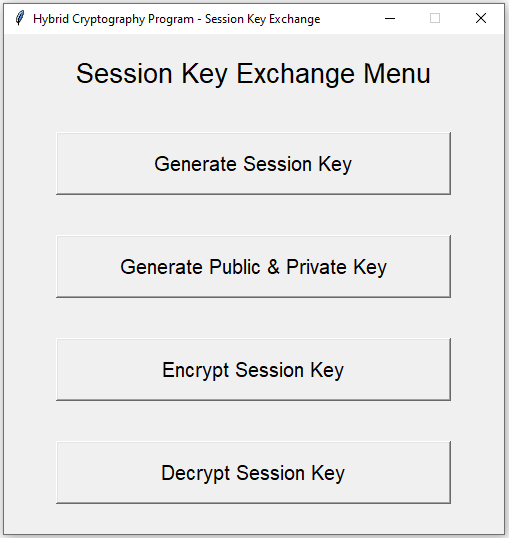 Hybrid Cryptography Program - Session Key Exchange
Session Key Exchange Menu
Generate Session Key
Generate Public & Private Key
Encrypt Session Key
Decrypt Session Key